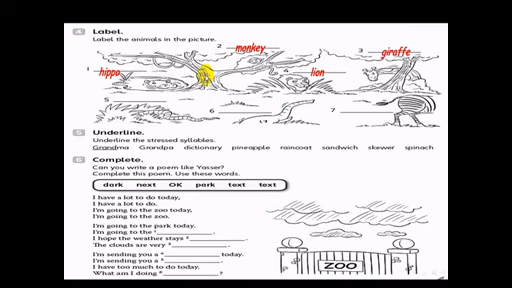 4 Label.
Label the animals in the picture.
1 hippo
2 monkey
3 giraffe
lion
5
6
7
5 Underline.
Underline the stressed syllables.
Grandma Grandpa dictionary pineapple raincoat sandwich skewer spinach
6 Complete.
Can you write a poem like Yasser?
Complete this poem. Use these words.
dark next OK park text text
I have a lot to do today,
I have a lot to do.
I'm going to the zoo today,
I'm going to the zoo.
I'm going to the park today.
I'm going to the
I hope the weather stays
The clouds are very
I'm sending you a today.
I'm sending you a
I have too much to do today.
What am I doing ?
ZOO